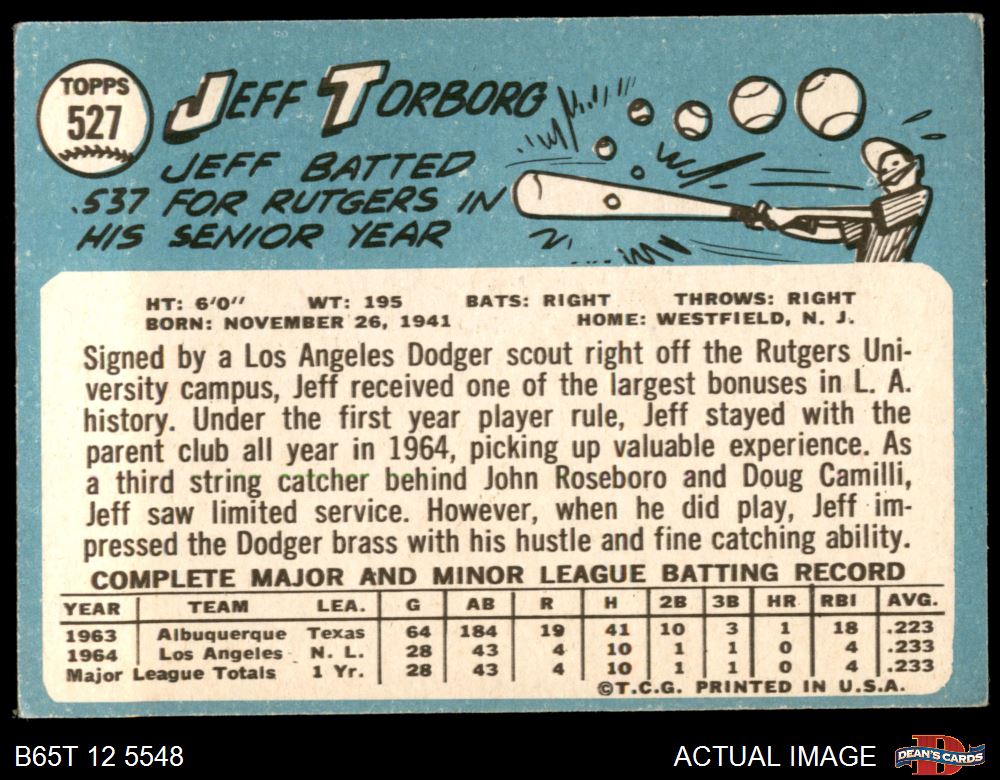 TOPPS
527
JEFF TORBORG
JEFF BATTED
.537 FOR RUTGERS IN
HIS SENIOR YEAR
HT: 6'0" WT: 195 BATS: RIGHT THROWS: RIGHT
BORN: NOVEMBER 26, 1941 HOME: WESTFIELD, N. J.
Signed by a Los Angeles Dodger scout right off the Rutgers Uni-
versity campus, Jeff received one of the largest bonuses in L. A.
history. Under the first year player rule, Jeff stayed with the
parent club all year in 1964, picking up valuable experience. As
a third string catcher behind John Roseboro and Doug Camilli,
Jeff saw limited service. However, when he did play, Jeff im-
pressed the Dodger brass with his hustle and fine catching ability.
COMPLETE MAJOR AND MINOR LEAGUE BATTING RECORD
YEAR TEAM LEA. G AB R H 2B 3B HR RBI AVG.
1963 Albuquerque Texas 64 184 19 41 10 3 1 18 .223
1964 Los Angeles N. L. 28 43 4 10 1 1 0 4 .233
Major League Totals 1 Yr. 28 43 4 10 1 1 0 4 .233
©T.C.G. PRINTED IN U.S.A.
B65T 12 5548 ACTUAL IMAGE
D
DEAN'S CARDS